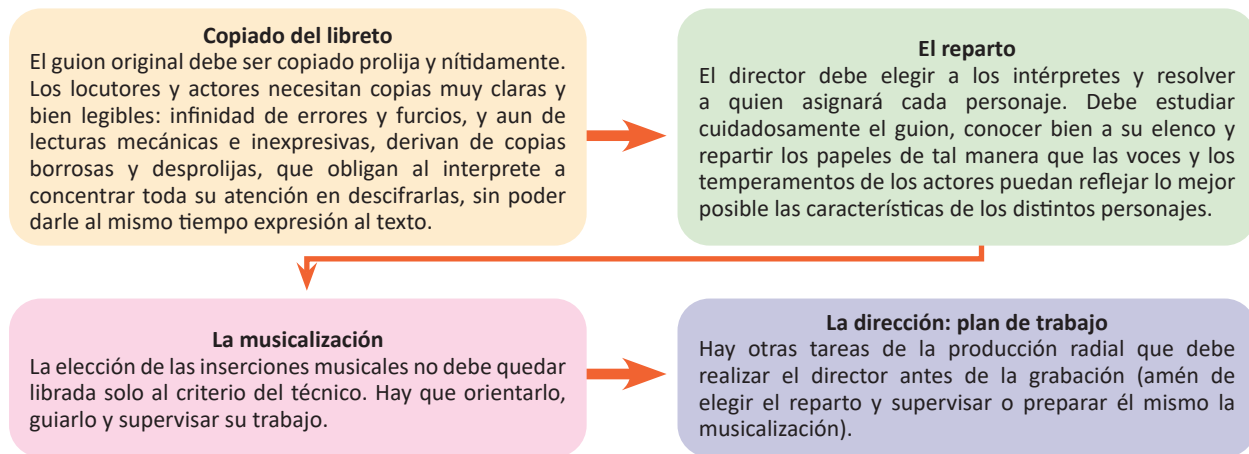 Copiado del libreto
El guion original debe ser copiado prolija y nítidamente.
Los locutores y actores necesitan copias muy claras y
bien legibles: infinidad de errores y furcios, y aun de
lecturas mecánicas e inexpresivas, derivan de copias
borrosas y desprolijas, que obligan al interprete a
concentrar toda su atención en descifrarlas, sin poder
darle al mismo tiempo expresión al texto.
El reparto
El director debe elegir a los intérpretes y resolver
a quien asignará cada personaje. Debe estudiar
cuidadosamente el guion, conocer bien a su elenco y
repartir los papeles de tal manera que las voces y los
temperamentos de los actores puedan reflejar lo mejor
posible las características de los distintos personajes.
La musicalización
La elección de las inserciones musicales no debe quedar
librada solo al criterio del técnico. Hay que orientarlo,
guiarlo y supervisar su trabajo.
La dirección: plan de trabajo
Hay otras tareas de la producción radial que debe
realizar el director antes de la grabación (amén de
elegir el reparto y supervisar o preparar él mismo la
musicalización).